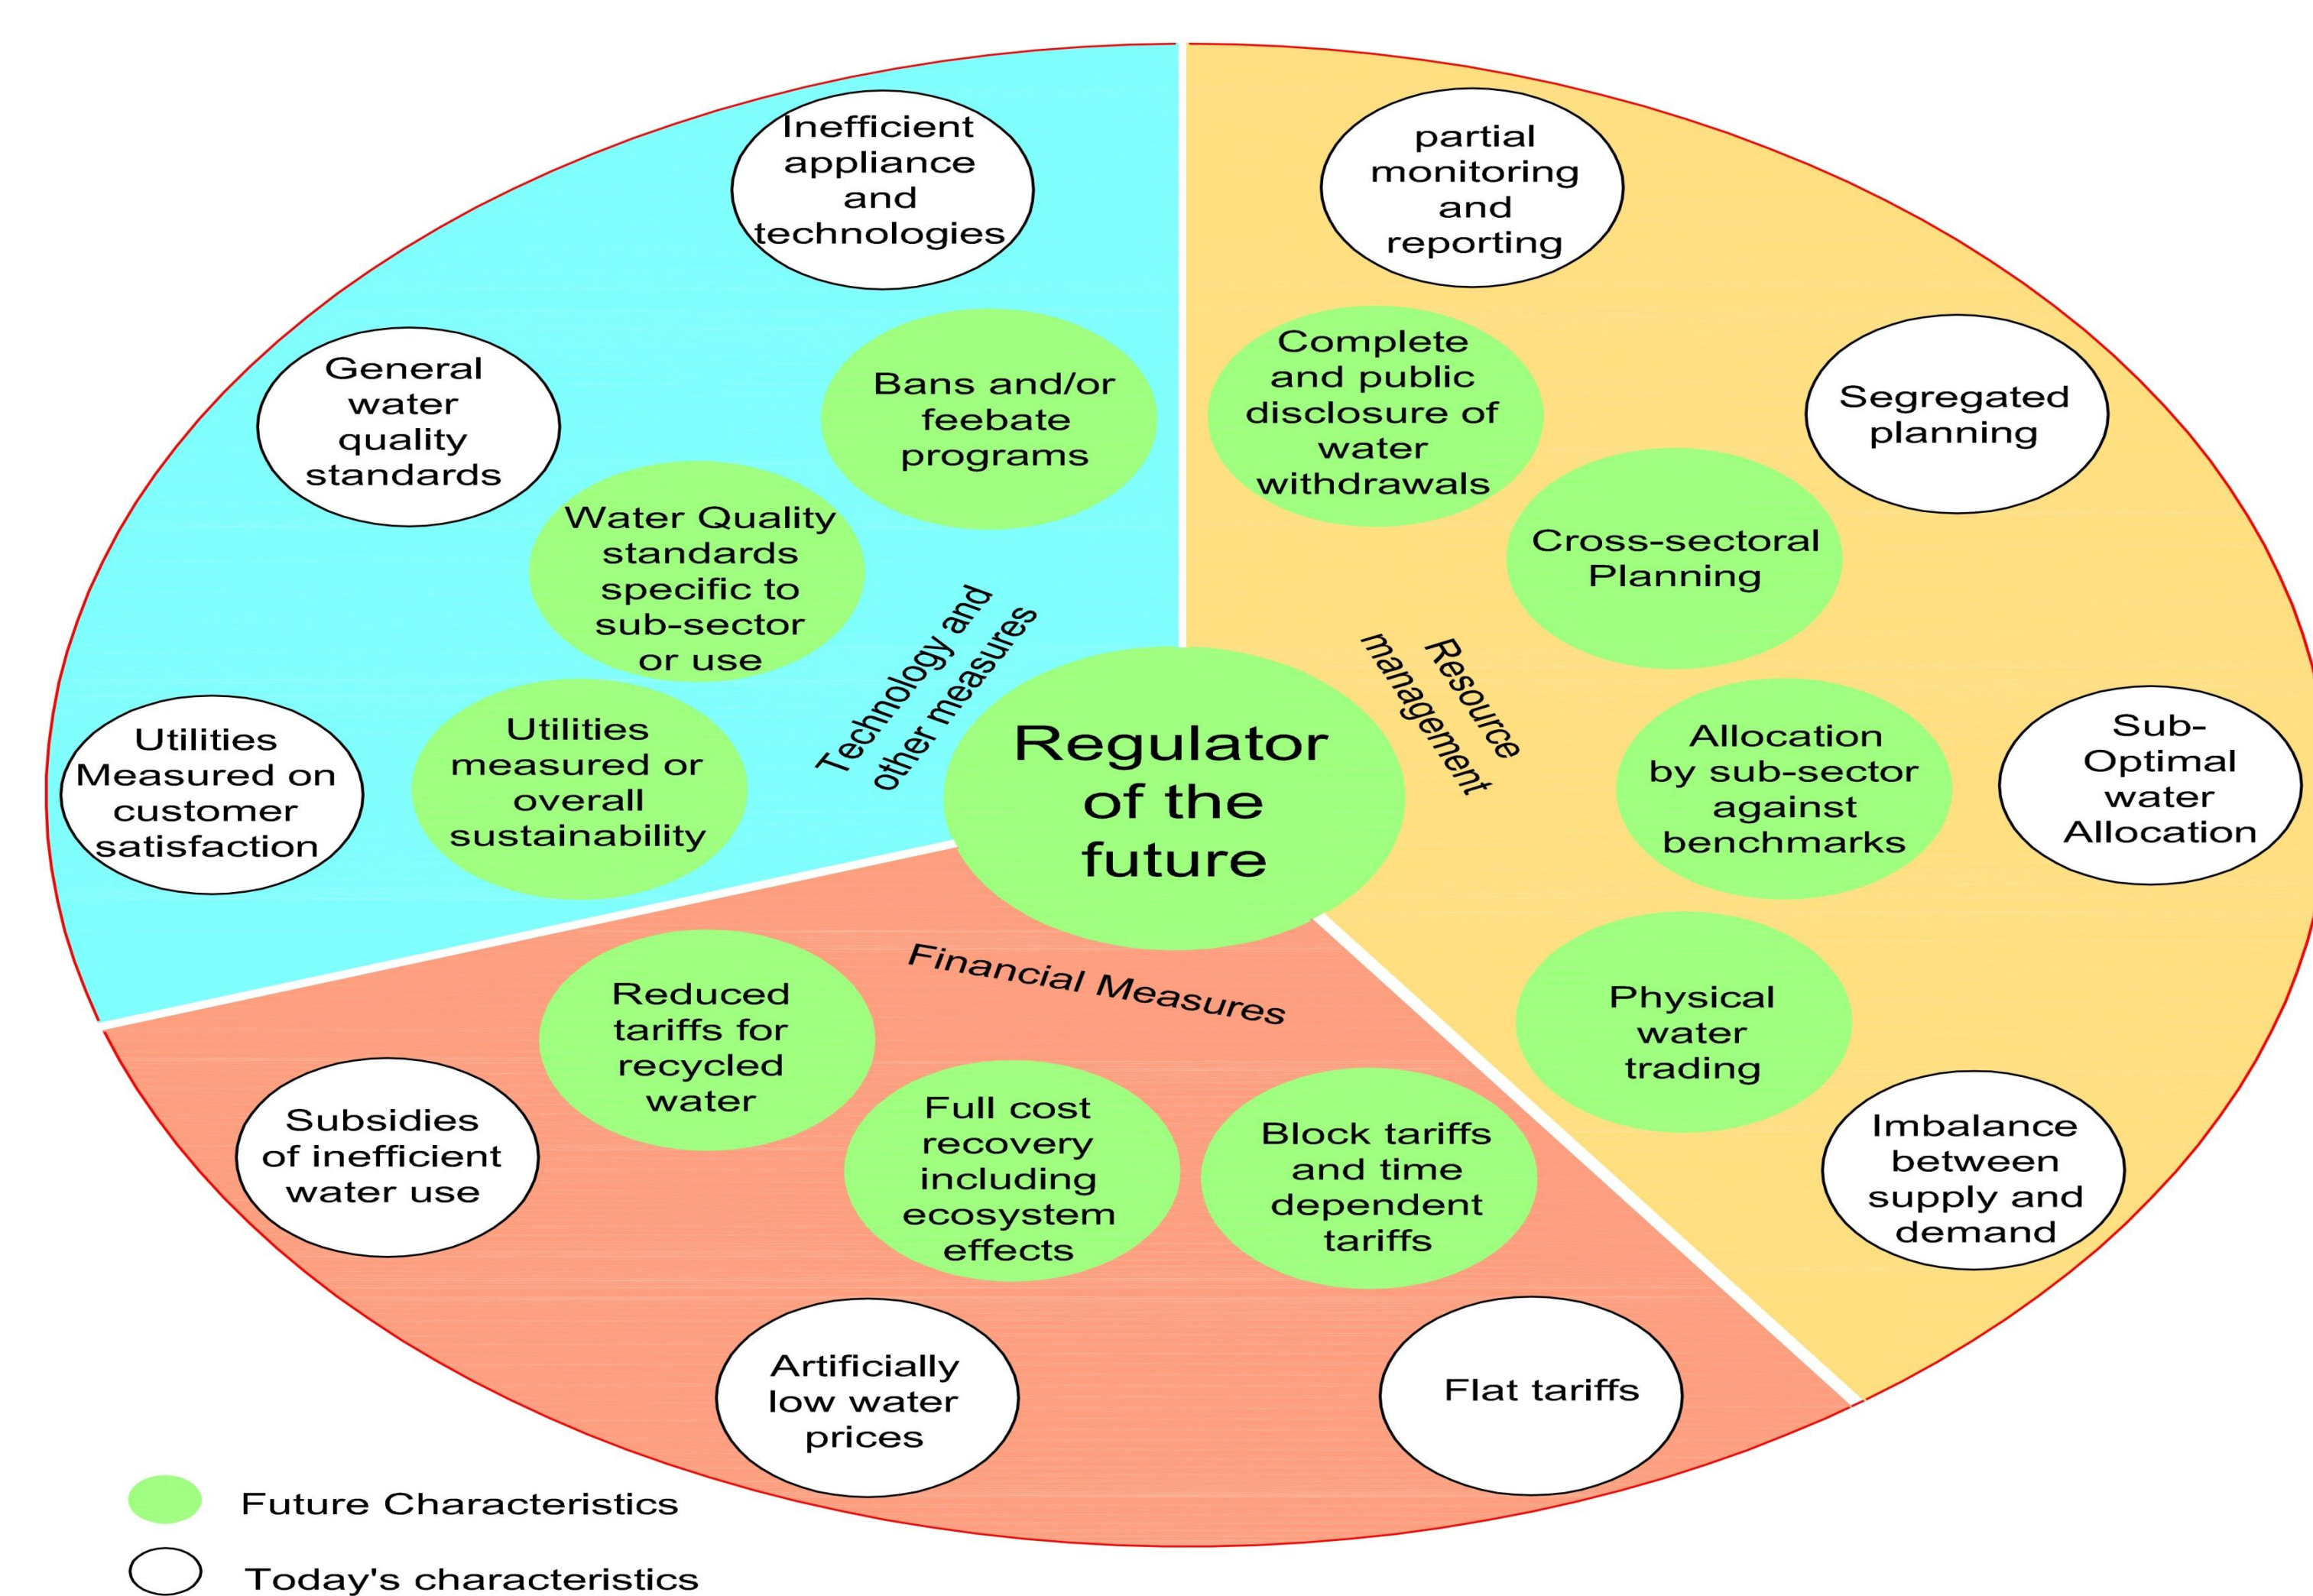 Inefficient
appliance
and
technologies
partial
monitoring
and
reporting
General
water
quality
standards
Bans and/or
feebate
programs
Complete
and public
disclosure of
water
withdrawals
Segregated
planning
Water Quality
standards
specific to
sub-sector
or use
Cross-sectoral
Planning
Technology and
other measures
Resource
management
Utilities
Measured on
customer
satisfaction
Utilities
measured or
overall
sustainability
Regulator
of the
future
Allocation
by sub-sector
against
benchmarks
Sub-
Optimal
water
Allocation
Financial Measures
Reduced
tariffs for
recycled
water
Physical
water
trading
Subsidies
of inefficient
water use
Full cost
recovery
including
ecosystem
effects
Block tariffs
and time
dependent
tariffs
Imbalance
between
supply and
demand
Artificially
low water
prices
Flat tariffs
Future Characteristics
Today's characteristics